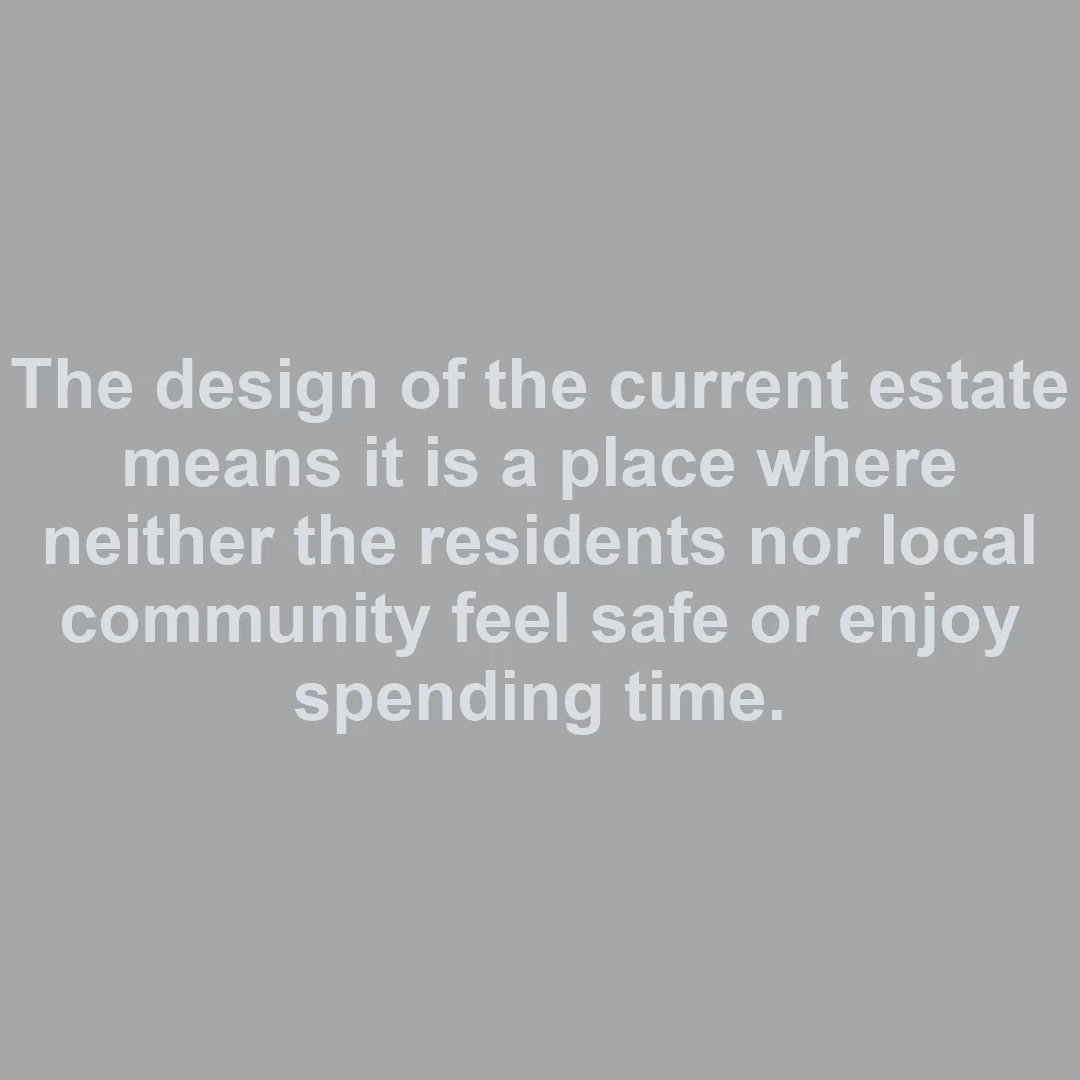 The design of the current estate
means it is a place where
neither the residents nor local
community feel safe or enjoy
spending time.